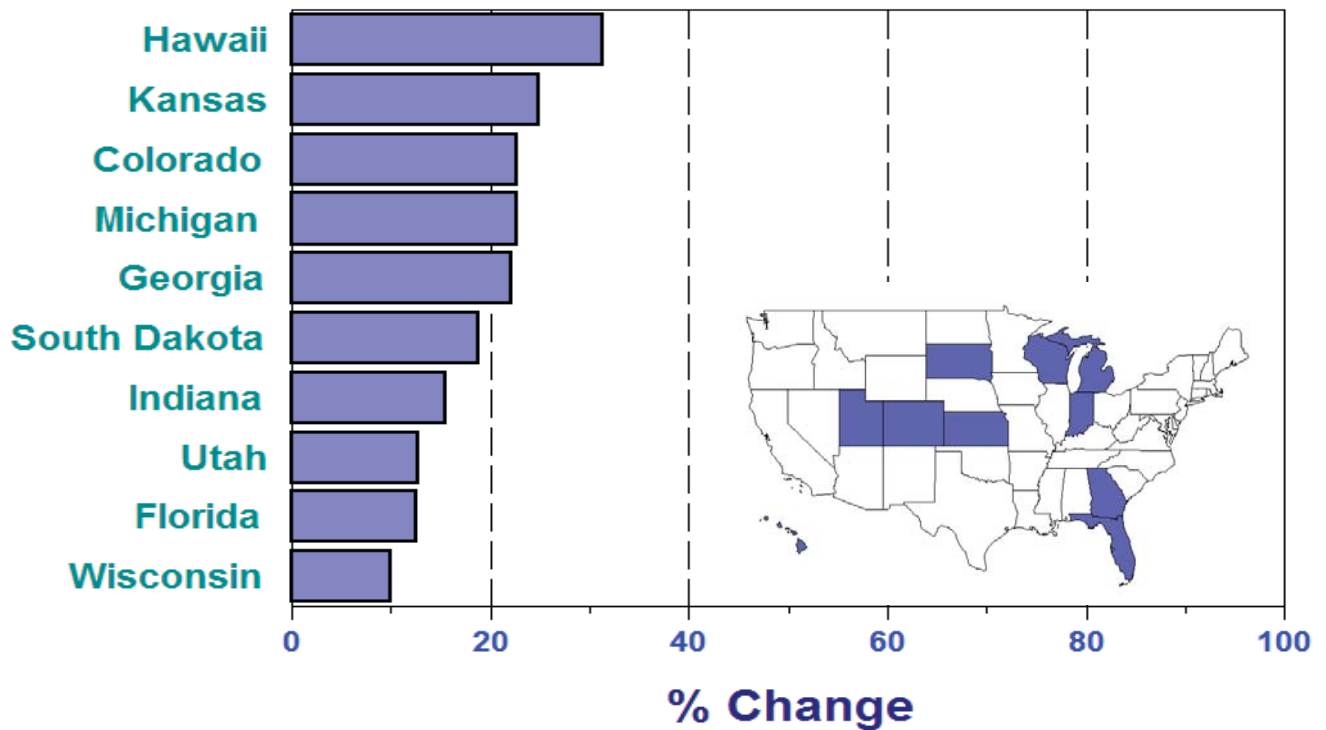 Hawaii
Kansas
Colorado
Michigan
Georgia
South Dakota
Indiana
Utah
Florida
Wisconsin
0 20 40 60 80 100
% Change